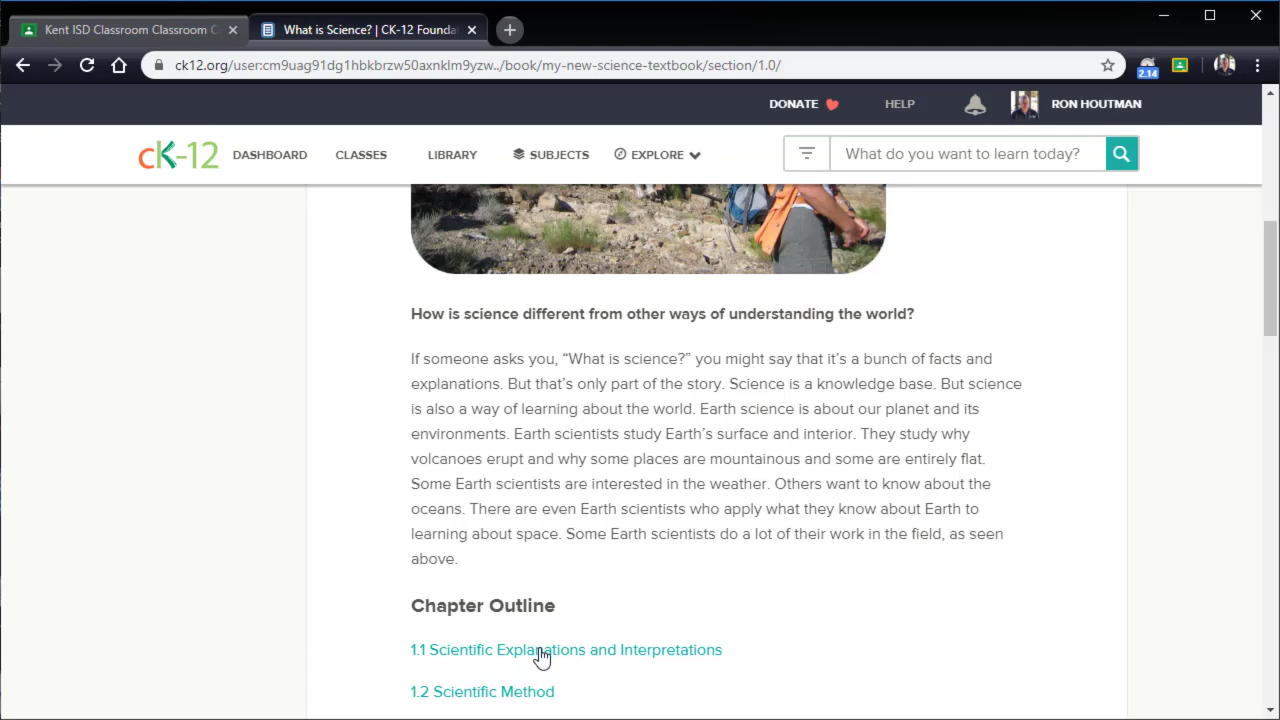 Kent ISD Classroom Classroom C
What is Science? | CK-12 Founda
ck12.org/user:cm9uag91dg1hbkbrzw50axnklm9yzw../book/my-new-science-textbook/section/1.0/
2.14
DONATE HELP RON HOUTMAN
cK-12 DASHBOARD CLASSES LIBRARY SUBJECTS EXPLORE What do you want to learn today?
How is science different from other ways of understanding the world?
If someone asks you, “What is science?” you might say that it’s a bunch of facts and
explanations. But that’s only part of the story. Science is a knowledge base. But science
is also a way of learning about the world. Earth science is about our planet and its
environments. Earth scientists study Earth’s surface and interior. They study why
volcanoes erupt and why some places are mountainous and some are entirely flat.
Some Earth scientists are interested in the weather. Others want to know about the
oceans. There are even Earth scientists who apply what they know about Earth to
learning about space. Some Earth scientists do a lot of their work in the field, as seen
above.
Chapter Outline
1.1 Scientific Explanations and Interpretations
1.2 Scientific Method